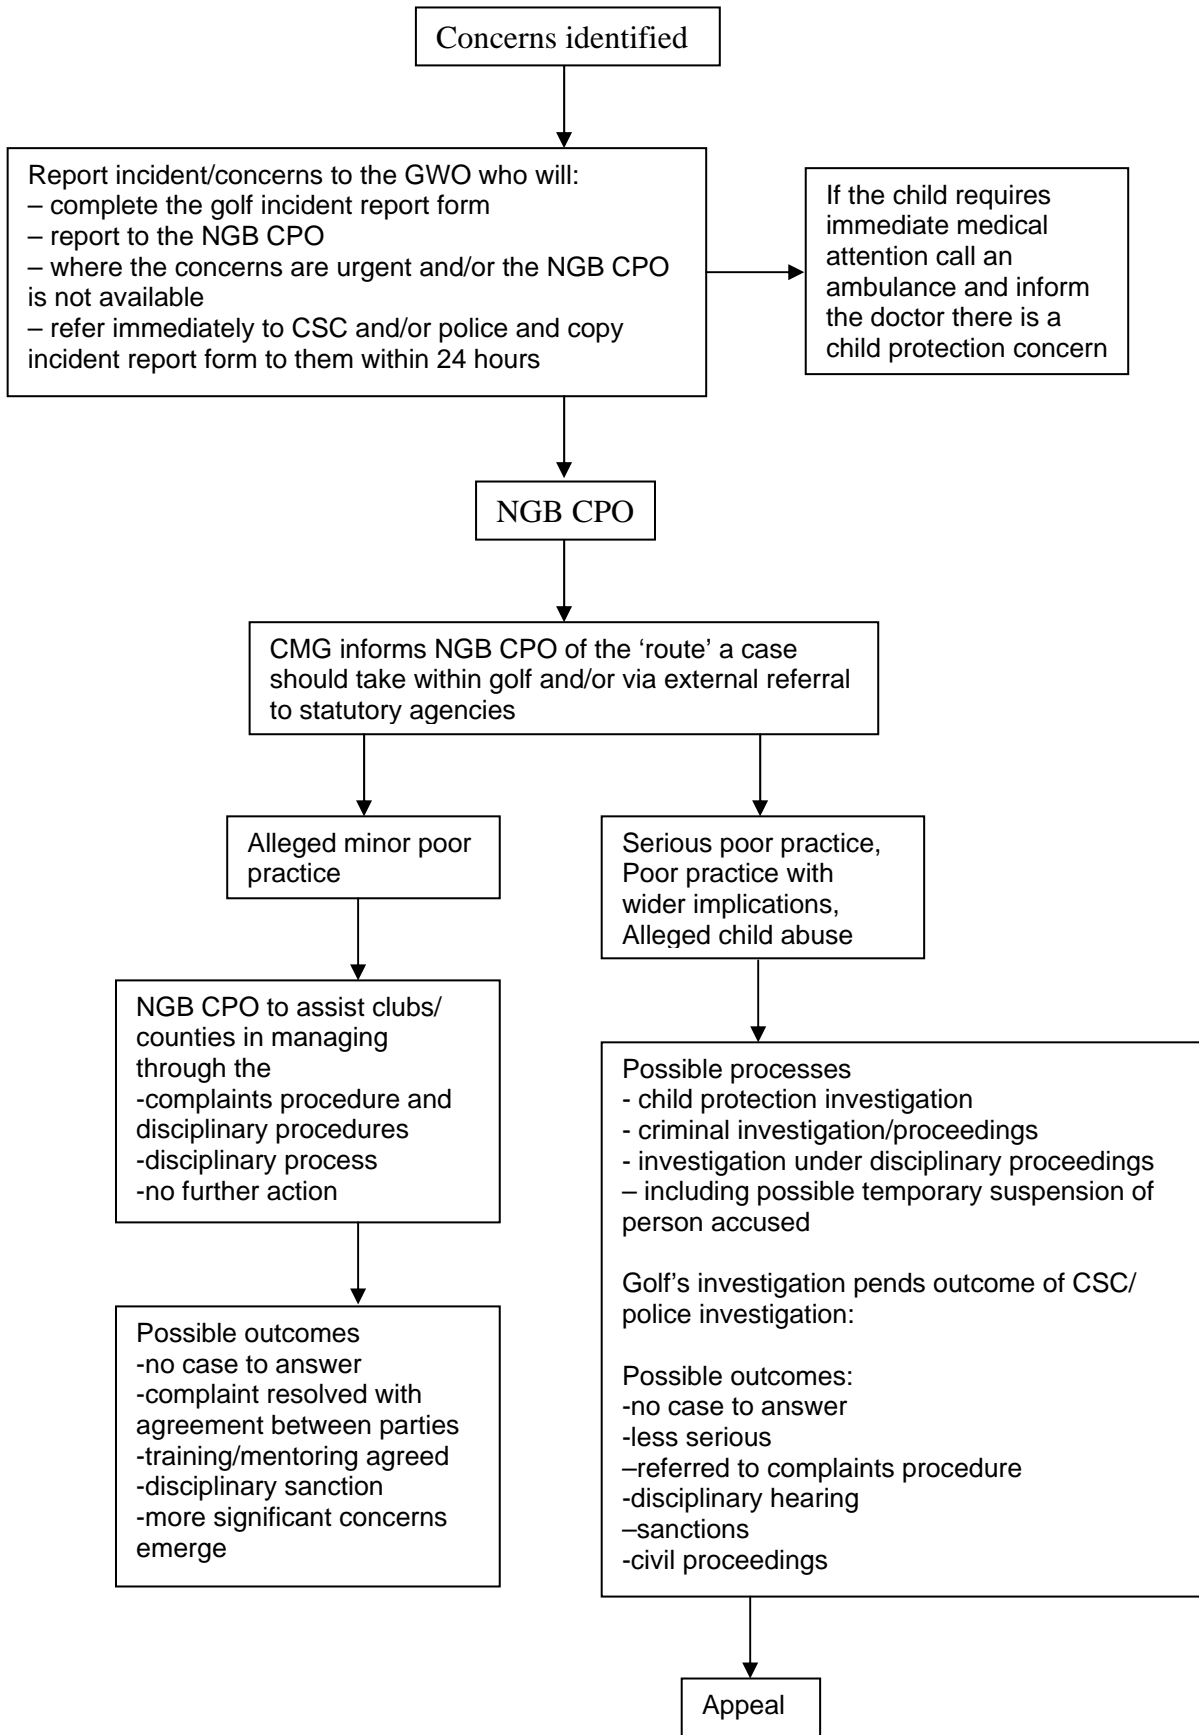 Concerns identified
Report incident/concerns to the GWO who will:
– complete the golf incident report form
– report to the NGB CPO
– where the concerns are urgent and/or the NGB CPO
is not available
– refer immediately to CSC and/or police and copy
incident report form to them within 24 hours
If the child requires
immediate medical
attention call an
ambulance and inform
the doctor there is a
child protection concern
NGB CPO
CMG informs NGB CPO of the ‘route’ a case
should take within golf and/or via external referral
to statutory agencies
Alleged minor poor
practice
Serious poor practice,
Poor practice with
wider implications,
Alleged child abuse
NGB CPO to assist clubs/
counties in managing
through the
-complaints procedure and
disciplinary procedures
-disciplinary process
-no further action
Possible processes
- child protection investigation
- criminal investigation/proceedings
- investigation under disciplinary proceedings
– including possible temporary suspension of
person accused
Golf’s investigation pends outcome of CSC/
police investigation:
Possible outcomes:
-no case to answer
-less serious
–referred to complaints procedure
-disciplinary hearing
–sanctions
-civil proceedings
Possible outcomes
-no case to answer
-complaint resolved with
agreement between parties
-training/mentoring agreed
-disciplinary sanction
-more significant concerns
emerge
Appeal